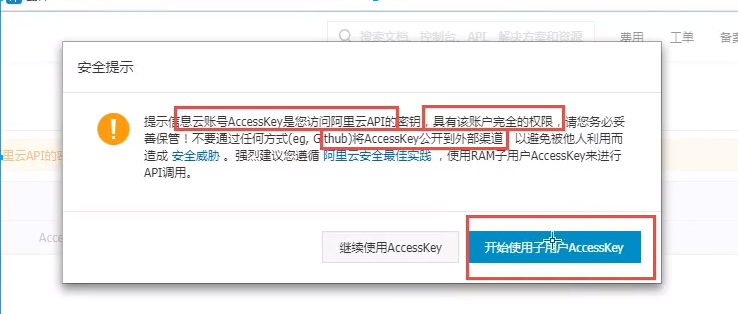 搜索文档、控制台、API、解决方案和资源
费用
工单
备案
安全提示
提示信息云账号AccessKey是您访问阿里云API的密钥，具有该账户完全的权限，请您务必妥
善保管！不要通过任何方式(eg, Github)将AccessKey公开到外部渠道，以避免被他人利用而
造成 安全威胁 。强烈建议您遵循 阿里云安全最佳实践 ，使用RAM子用户AccessKey来进行
API调用。
里云API的密
Acce
继续使用AccessKey
开始使用子用户AccessKey